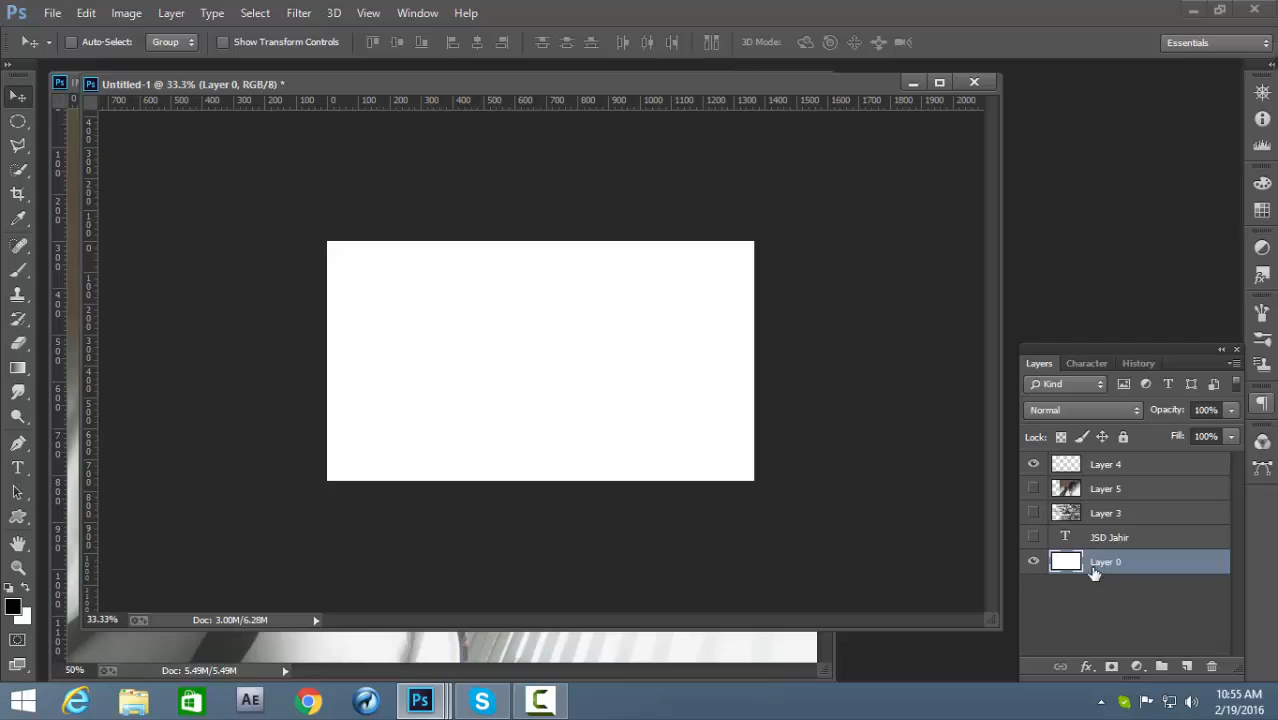 Ps File Edit Image Layer Type Select Filter 3D View Window Help
Auto-Select: Group Show Transform Controls 3D Mode: Essentials
Ps Ps Untitled-1 @ 33.3% (Layer 0, RGB/8) *
700 600 500 400 300 200 100 0 100 200 300 400 500 600 700 800 900 1000 1100 1200 1300 1400 1500 1600 1700 1800 1900 2000
Layers Character History
Kind
Normal Opacity: 100%
Lock: Fill: 100%
Layer 4
Layer 5
Layer 3
T JSD Jahir
Layer 0
33.33% Doc: 3.00M/6.28M
50% Doc: 5.49M/5.49M
fx
AE Ps S C
10:55 AM
2/19/2016